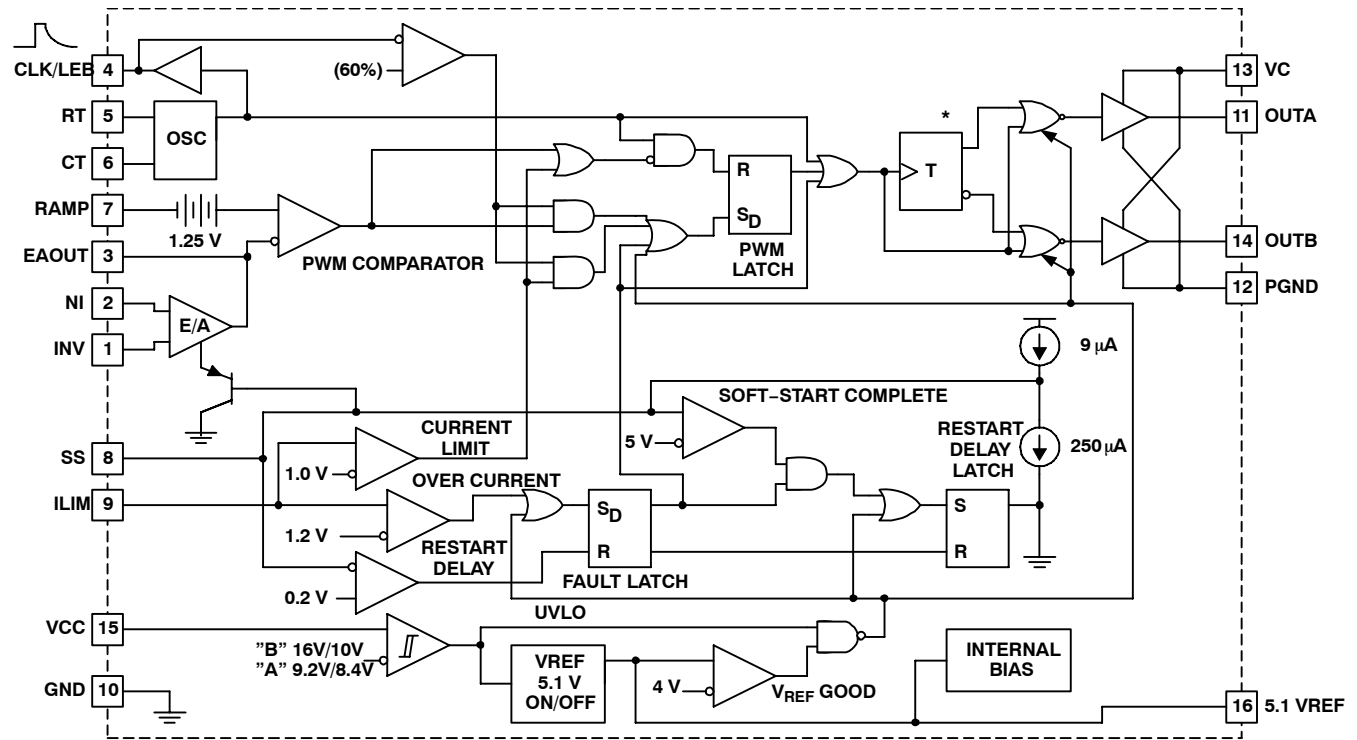 CLK/LEB 4
(60%)
13 VC
RT 5
OSC
*
11 OUTA
CT 6
R
T
RAMP 7
SD
1.25 V
EAOUT 3
PWM COMPARATOR
PWM
LATCH
14 OUTB
NI 2
12 PGND
E/A
INV 1
9 µA
SOFT−START COMPLETE
CURRENT
LIMIT
5 V
RESTART
DELAY
LATCH
250 µA
SS 8
1.0 V
OVER CURRENT
ILIM 9
SD
S
1.2 V
RESTART
DELAY
R
R
FAULT LATCH
0.2 V
UVLO
VCC 15
”B” 16V/10V
”A” 9.2V/8.4V
VREF
5.1 V
ON/OFF
INTERNAL
BIAS
4 V
VREF GOOD
GND 10
16 5.1 VREF